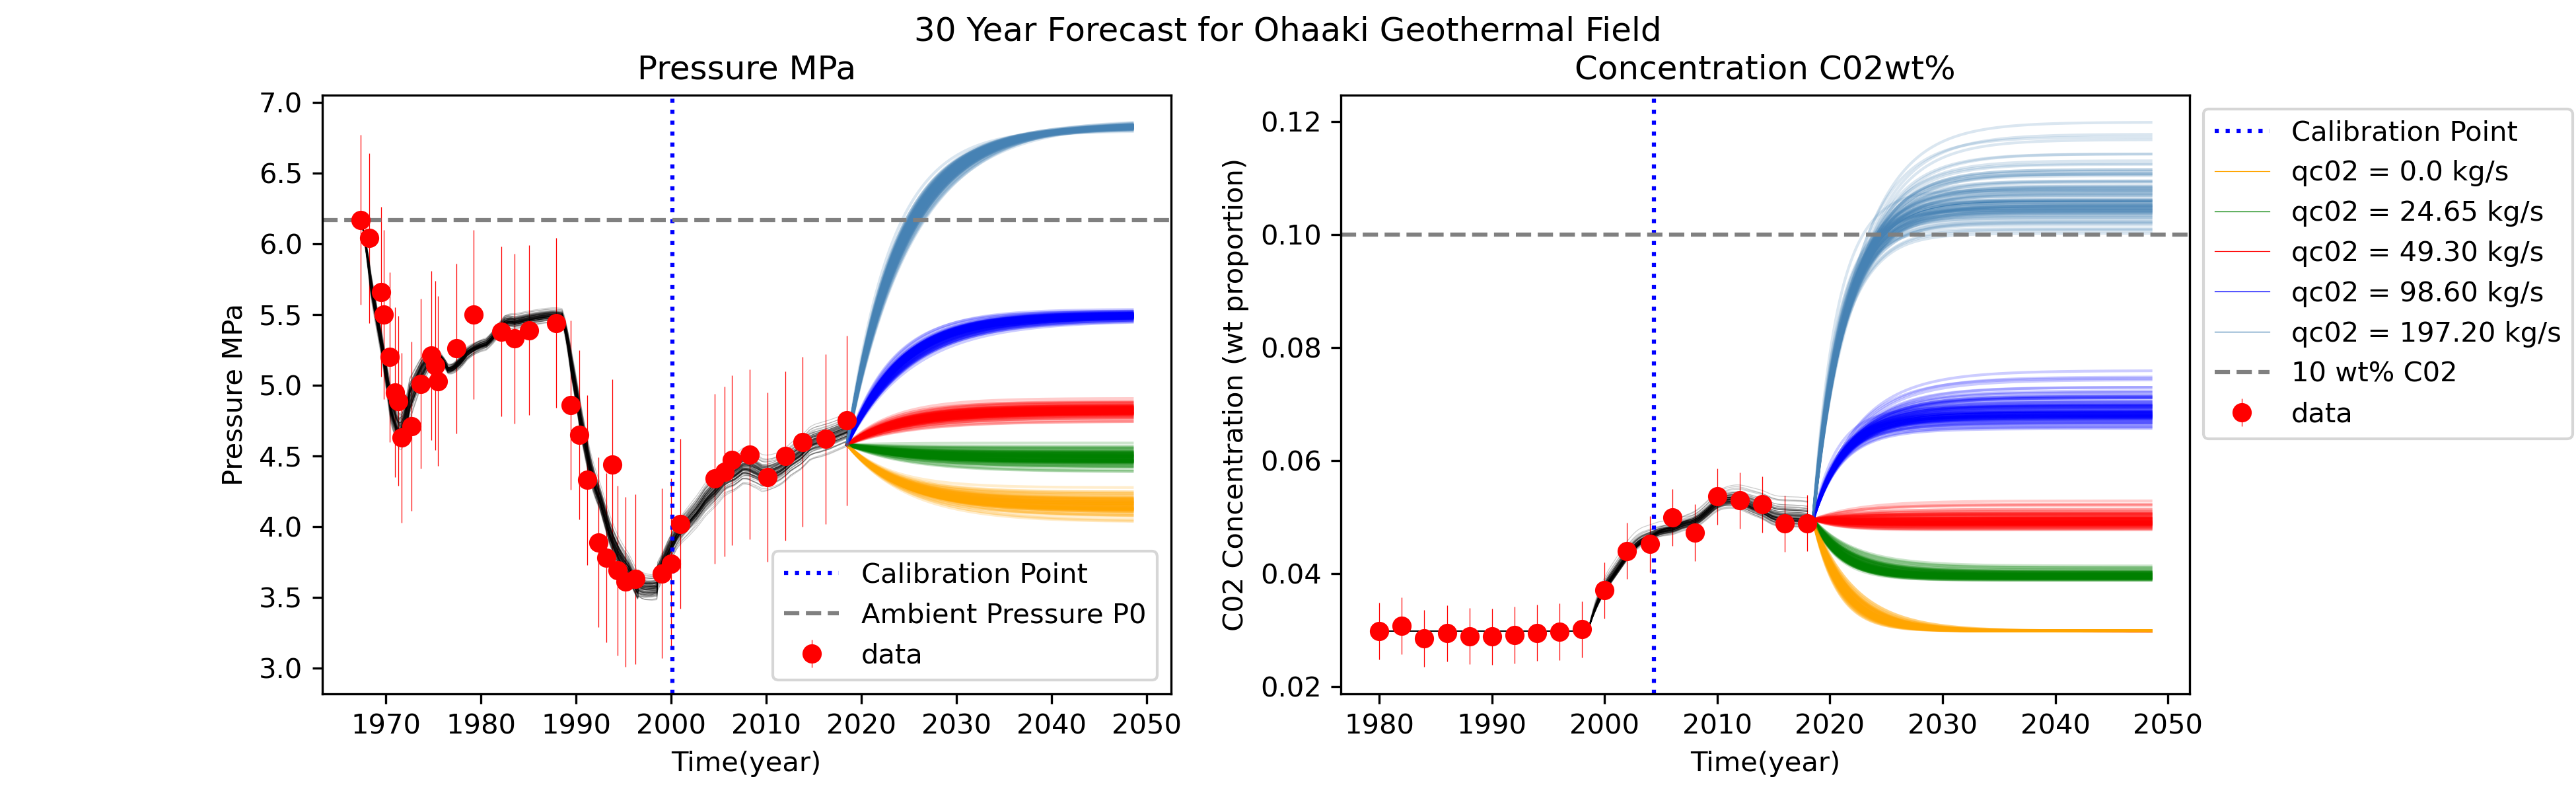 30 Year Forecast for Ohaaki Geothermal Field
Pressure MPa
Pressure MPa
7.0
6.5
6.0
5.5
5.0
4.5
4.0
3.5
3.0
1970 1980 1990 2000 2010 2020 2030 2040 2050
Time(year)
Calibration Point
Ambient Pressure P0
data
Concentration C02wt%
C02 Concentration (wt proportion)
0.12
0.10
0.08
0.06
0.04
0.02
1980 1990 2000 2010 2020 2030 2040 2050
Time(year)
Calibration Point
qc02 = 0.0 kg/s
qc02 = 24.65 kg/s
qc02 = 49.30 kg/s
qc02 = 98.60 kg/s
qc02 = 197.20 kg/s
10 wt% C02
data